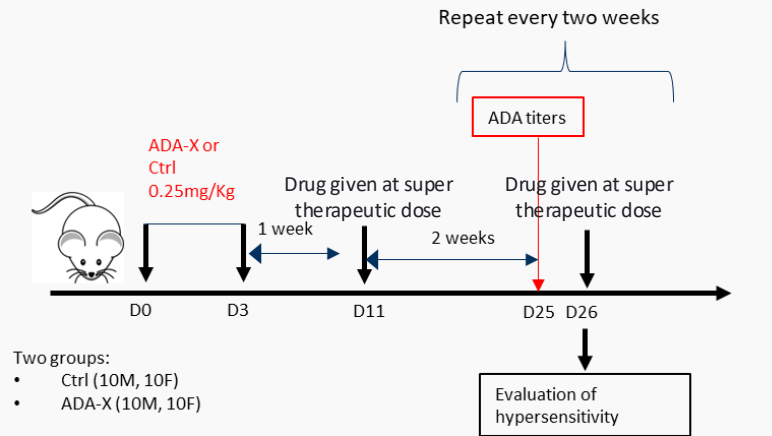 Repeat every two weeks
ADA titers
ADA-X or
Ctrl
0.25mg/Kg
Drug given at super
therapeutic dose
Drug given at super
therapeutic dose
1 week
2 weeks
D0
D3
D11
D25
D26
Two groups:
• Ctrl (10M, 10F)
• ADA-X (10M, 10F)
Evaluation of
hypersensitivity